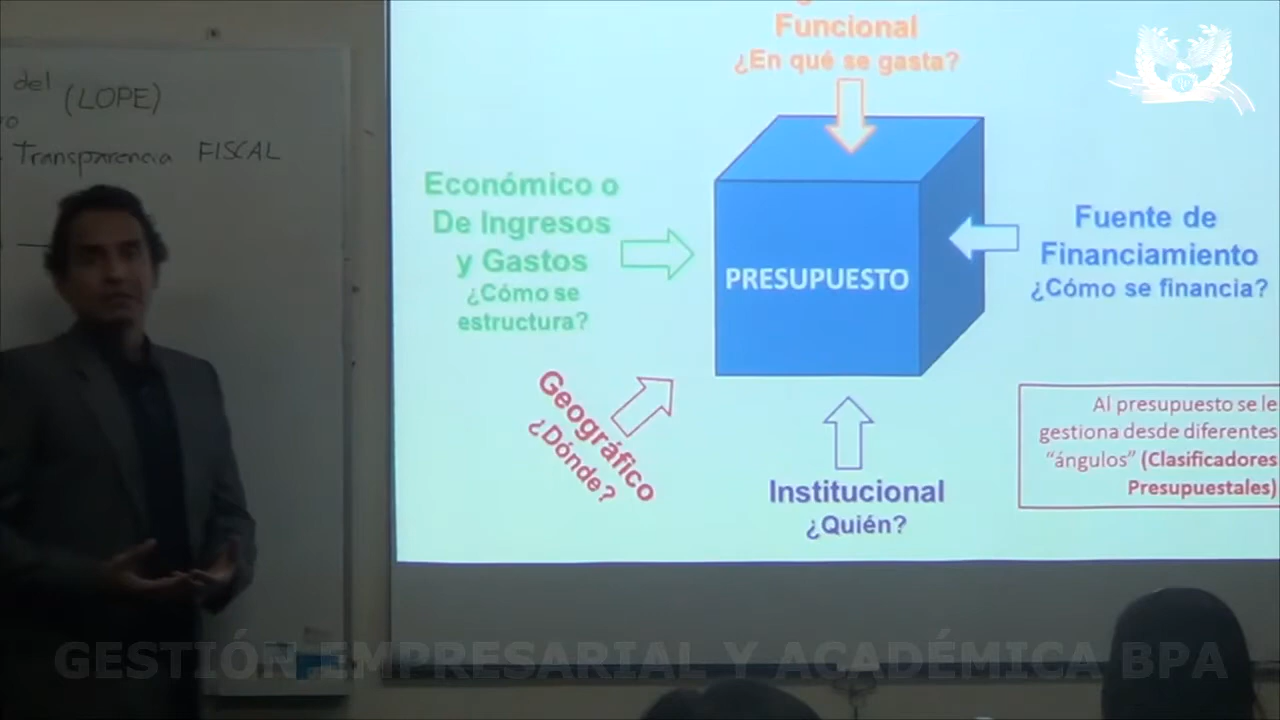 del (LOPE)
Transparencia FISCAL
Funcional
¿En qué se gasta?
Económico o
De Ingresos
y Gastos
¿Cómo se
estructura?
PRESUPUESTO
Fuente de
Financiamiento
¿Cómo se financia?
Geográfico
¿Dónde?
Institucional
¿Quién?
Al presupuesto se le
gestiona desde diferentes
“ángulos” (Clasificadores
Presupuestales)
GESTIÓN EMPRESARIAL Y ACADÉMICA BPA